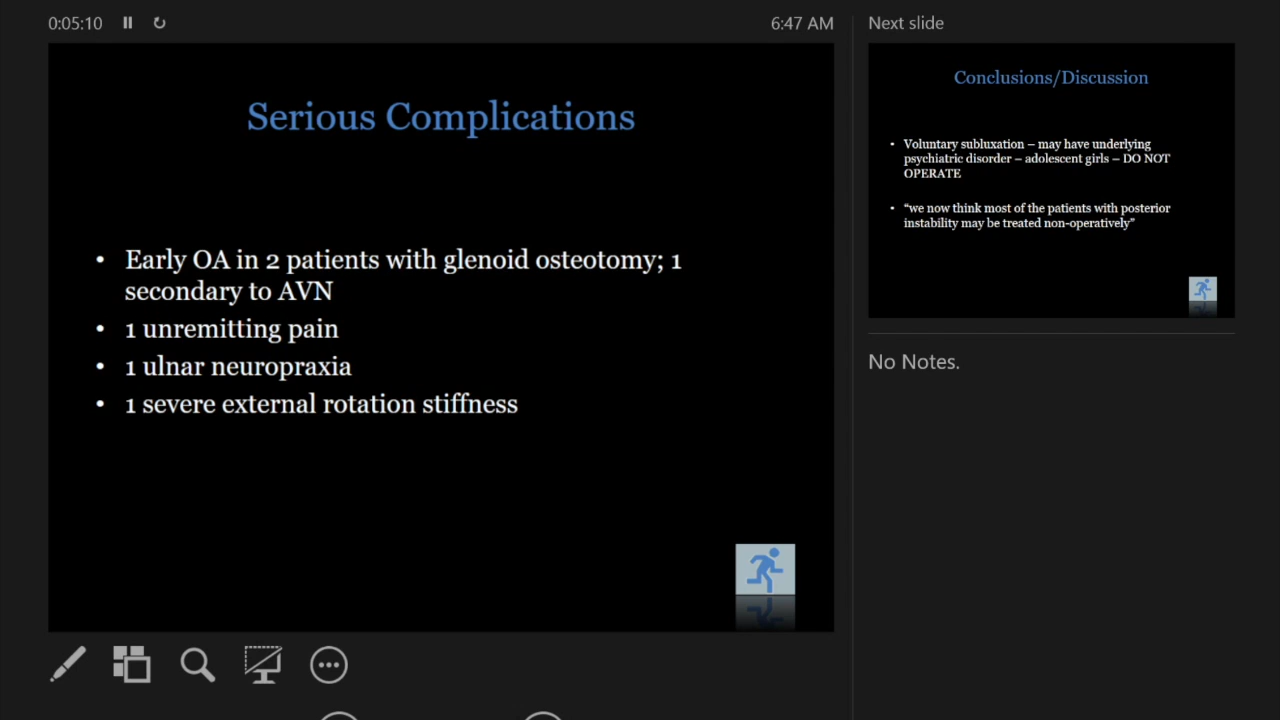 0:05:10
6:47 AM
Next slide
Serious Complications
• Early OA in 2 patients with glenoid osteotomy; 1
secondary to AVN
• 1 unremitting pain
• 1 ulnar neuropraxia
• 1 severe external rotation stiffness
Conclusions/Discussion
• Voluntary subluxation – may have underlying
psychiatric disorder – adolescent girls – DO NOT
OPERATE
• “we now think most of the patients with posterior
instability may be treated non-operatively”
No Notes.